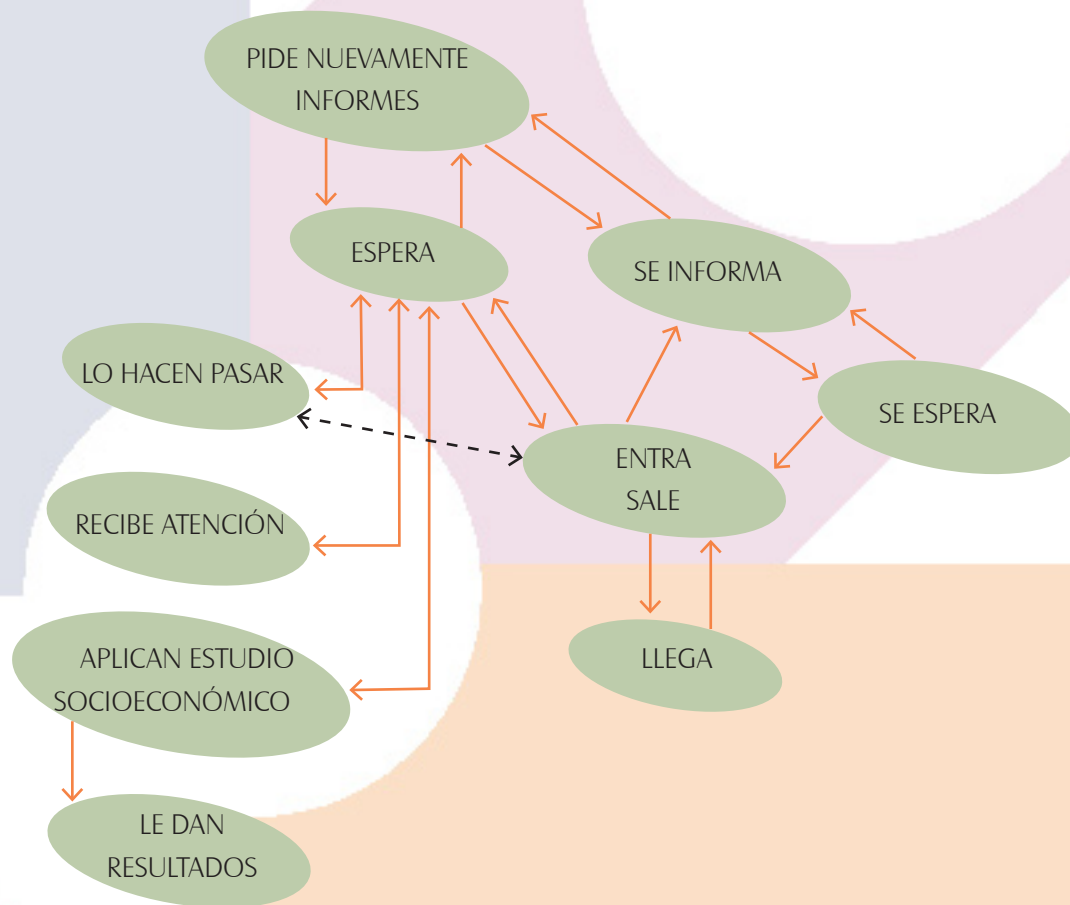 PIDE NUEVAMENTE
INFORMES
ESPERA
SE INFORMA
LO HACEN PASAR
SE ESPERA
ENTRA
SALE
RECIBE ATENCIÓN
LLEGA
APLICAN ESTUDIO
SOCIOECONÓMICO
LE DAN
RESULTADOS